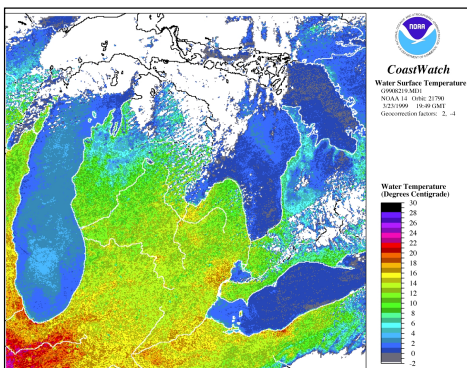 NOAA
CoastWatch
Water Surface Temperature
G9908219.MD1
NOAA 14 Orbit 21790
3/23/1999 19:49 GMT
Geocorrection factors: 2, -4
Water Temperature
(Degrees Centigrade)
30
28
26
24
22
20
18
16
14
12
10
8
6
4
2
0
-2